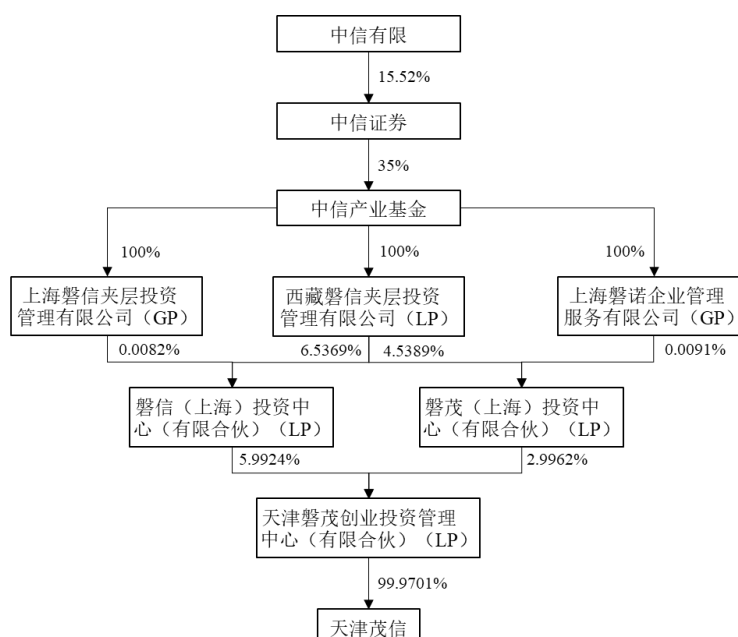 中信有限
15.52%
中信证券
35%
中信产业基金
100%
100%
100%
上海磐信夹层投资
管理有限公司（GP）
西藏磐信夹层投资
管理有限公司（LP）
上海磐诺企业管理
服务有限公司（GP）
0.0082%
6.5369%
4.5389%
0.0091%
磐信（上海）投资中
心（有限合伙）（LP）
磐茂（上海）投资中
心（有限合伙）（LP）
5.9924%
2.9962%
天津磐茂创业投资管理
中心（有限合伙）（LP）
99.9701%
天津茂信